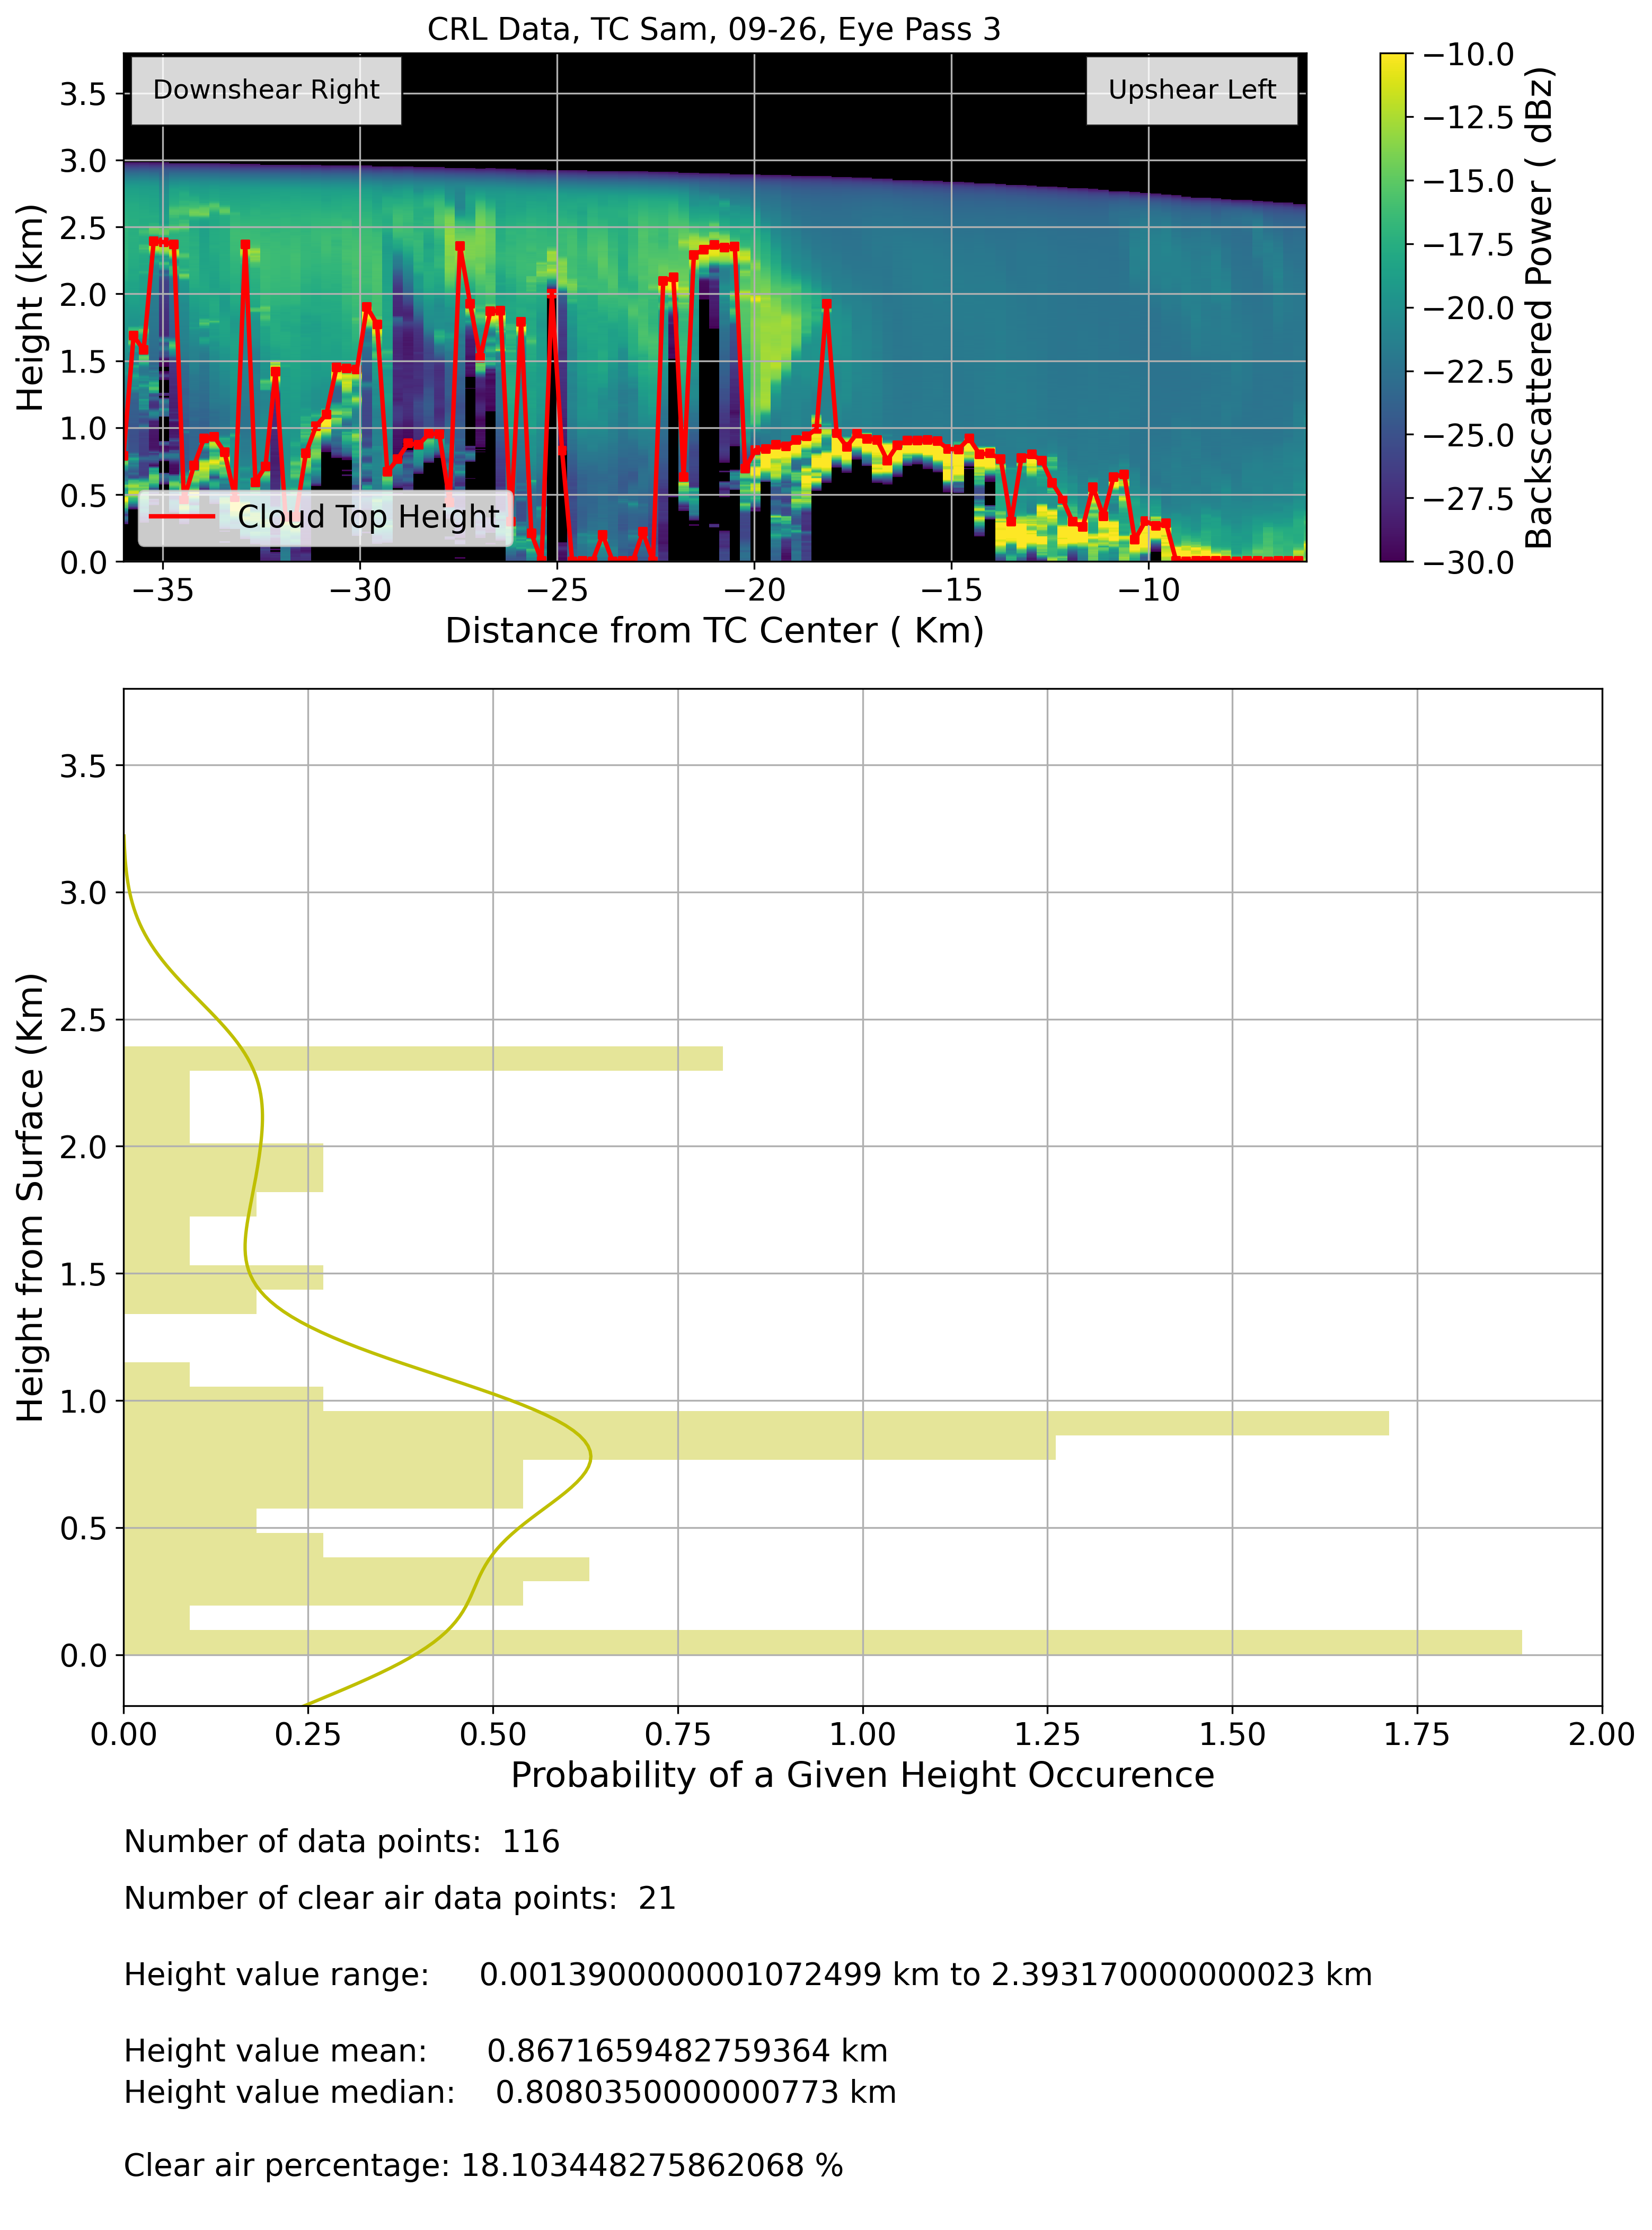 CRL Data, TC Sam, 09-26, Eye Pass 3
Downshear Right
Upshear Left
3.5
3.0
2.5
2.0
1.5
1.0
0.5
0.0
Height (km)
Cloud Top Height
−35
−30
−25
−20
−15
−10
Distance from TC Center ( Km)
−10.0
−12.5
−15.0
−17.5
−20.0
−22.5
−25.0
−27.5
−30.0
Backscattered Power ( dBz)
3.5
3.0
2.5
2.0
1.5
1.0
0.5
0.0
Height from Surface (Km)
0.00
0.25
0.50
0.75
1.00
1.25
1.50
1.75
2.00
Probability of a Given Height Occurence
Number of data points: 116
Number of clear air data points: 21
Height value range: 0.0013900000001072499 km to 2.393170000000023 km
Height value mean: 0.8671659482759364 km
Height value median: 0.8080350000000773 km
Clear air percentage: 18.103448275862068 %